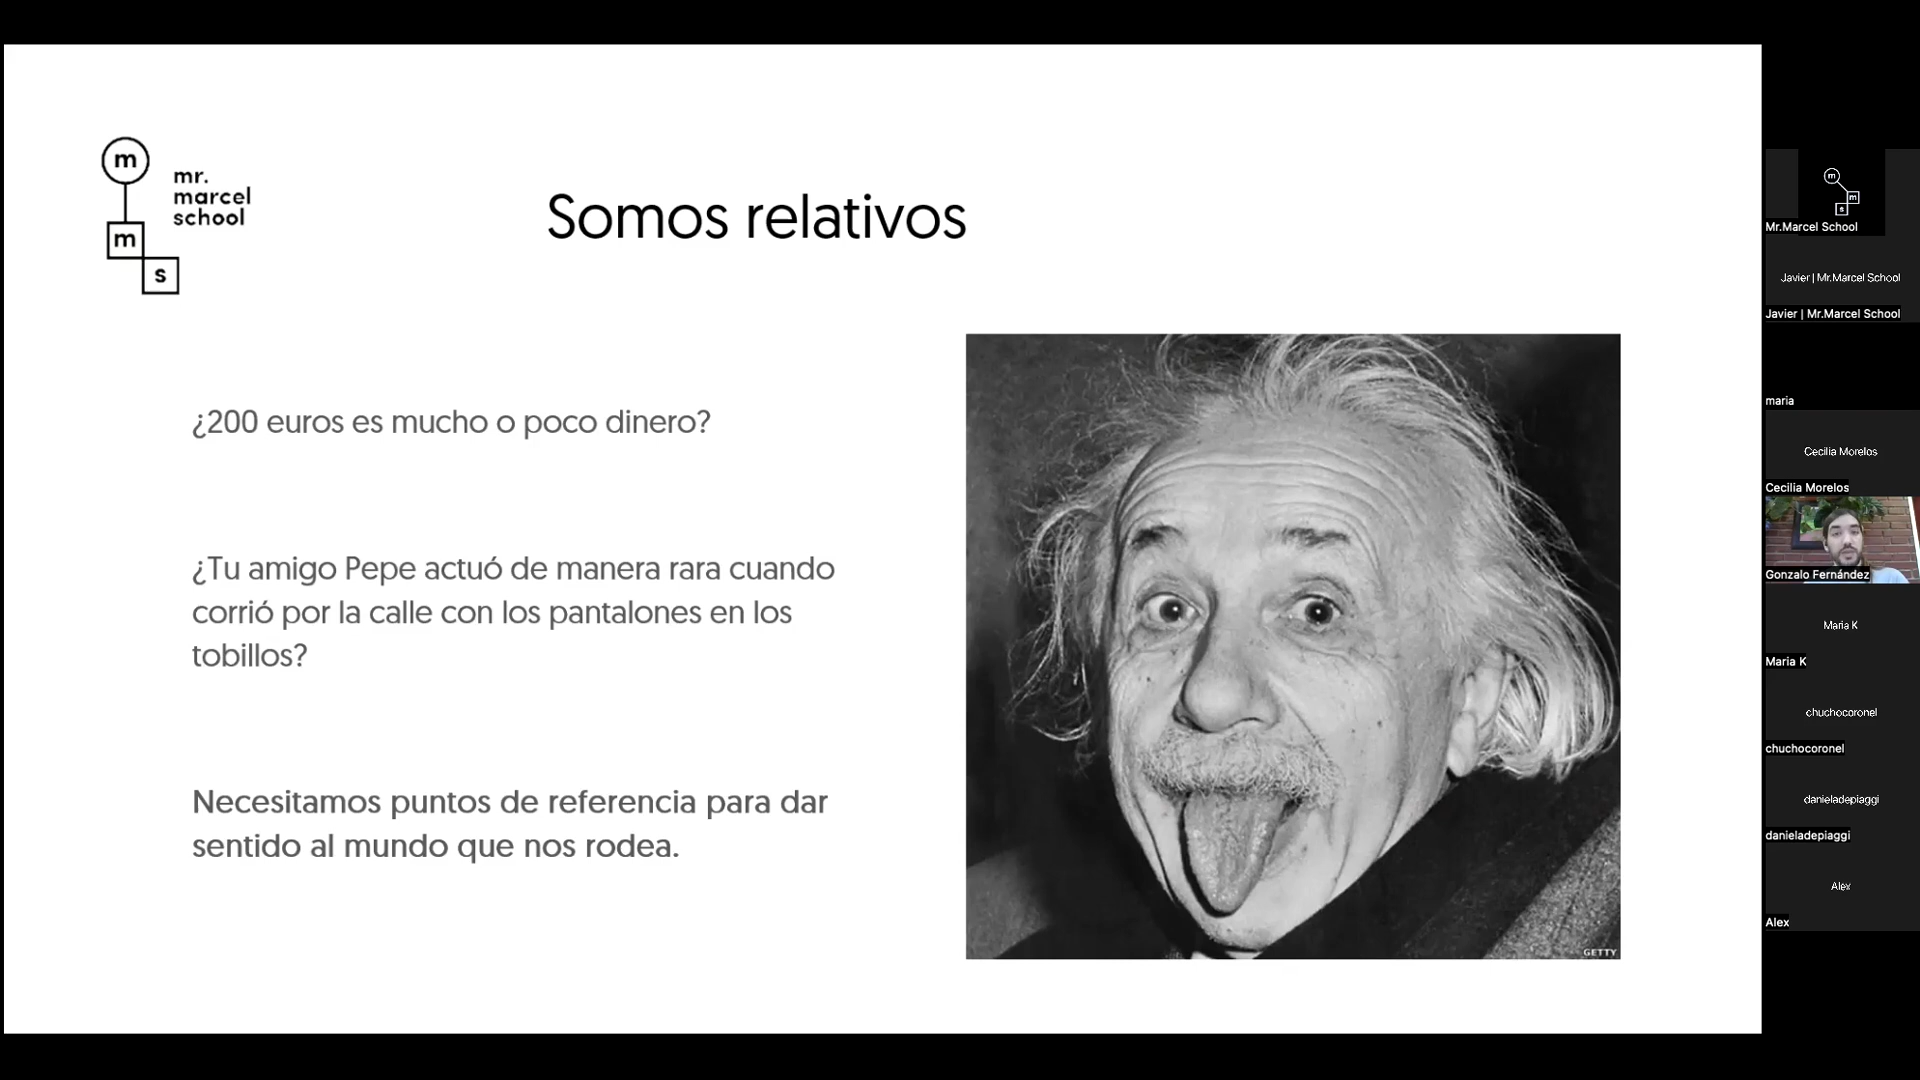 m
m
s
mr.
marcel
school
Somos relativos
¿200 euros es mucho o poco dinero?
¿Tu amigo Pepe actuó de manera rara cuando
corrió por la calle con los pantalones en los
tobillos?
Necesitamos puntos de referencia para dar
sentido al mundo que nos rodea.
GETTY
m
m
s
Mr.Marcel School
Javier | Mr.Marcel School
Javier | Mr.Marcel School
maria
Cecilia Morelos
Cecilia Morelos
Gonzalo Fernández
Maria K
Maria K
chuchocoronel
chuchocoronel
danieladepiaggi
danieladepiaggi
Alex
Alex